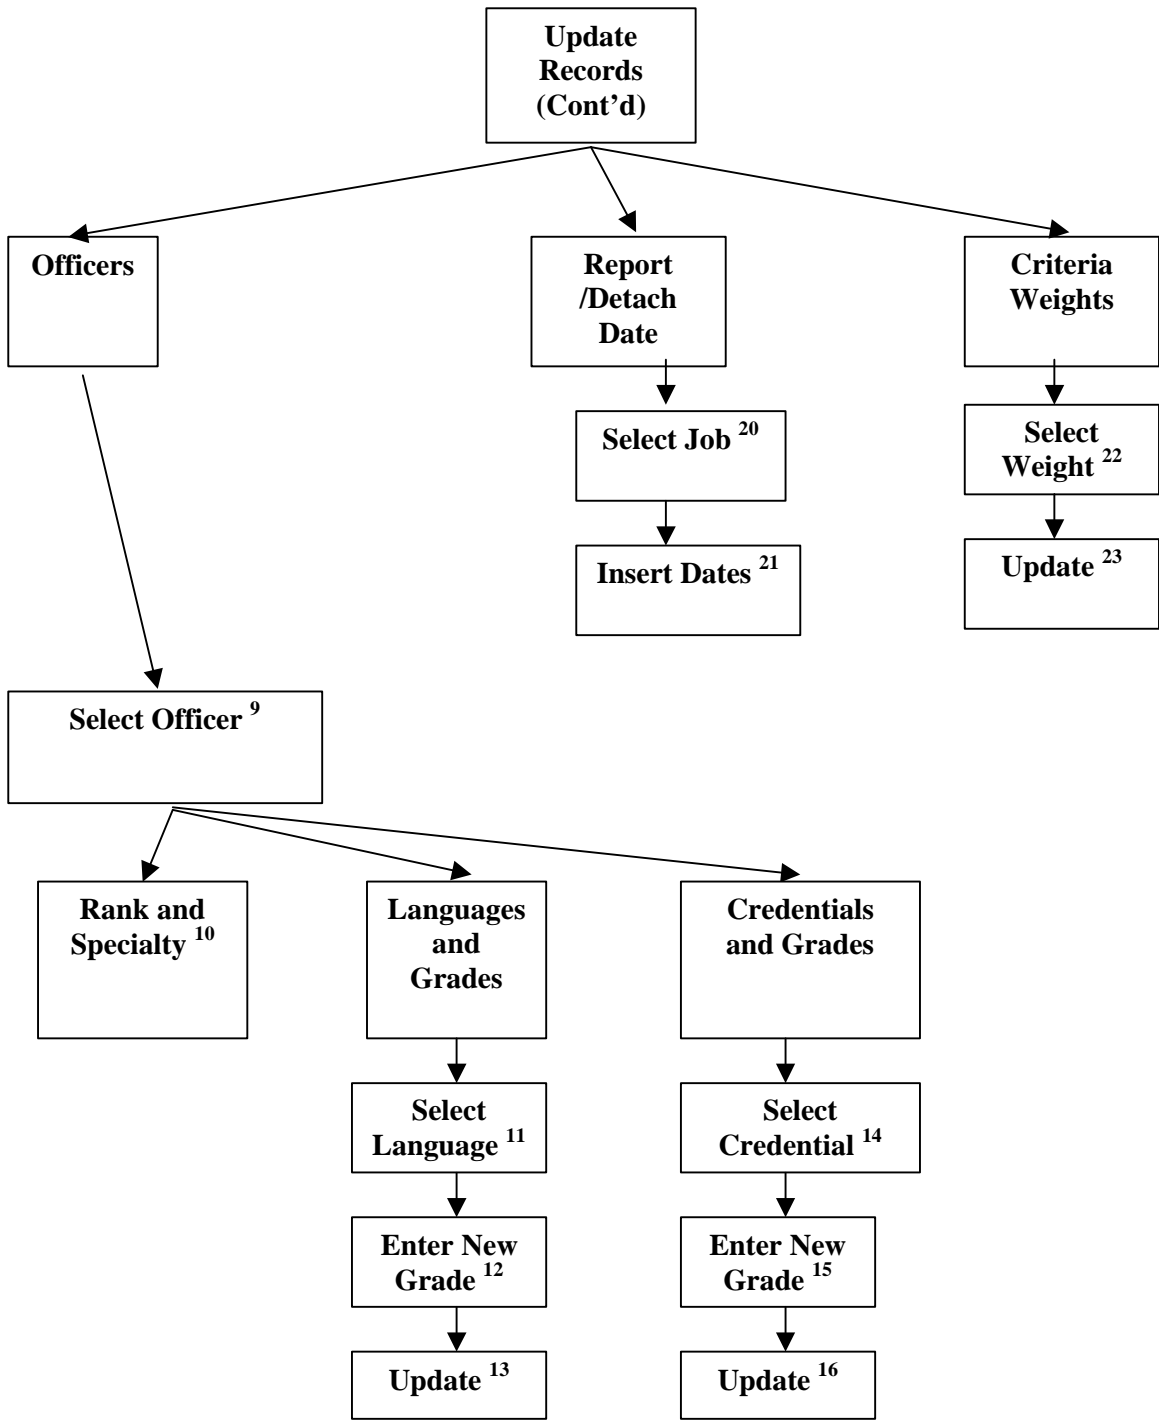 Update
Records
(Cont’d)
Officers
Report
/Detach
Date
Criteria
Weights
Select Job 20
Select
Weight 22
Insert Dates 21
Update 23
Select Officer 9
Rank and
Specialty 10
Languages
and
Grades
Credentials
and Grades
Select
Language 11
Select
Credential 14
Enter New
Grade 12
Enter New
Grade 15
Update 13
Update 16